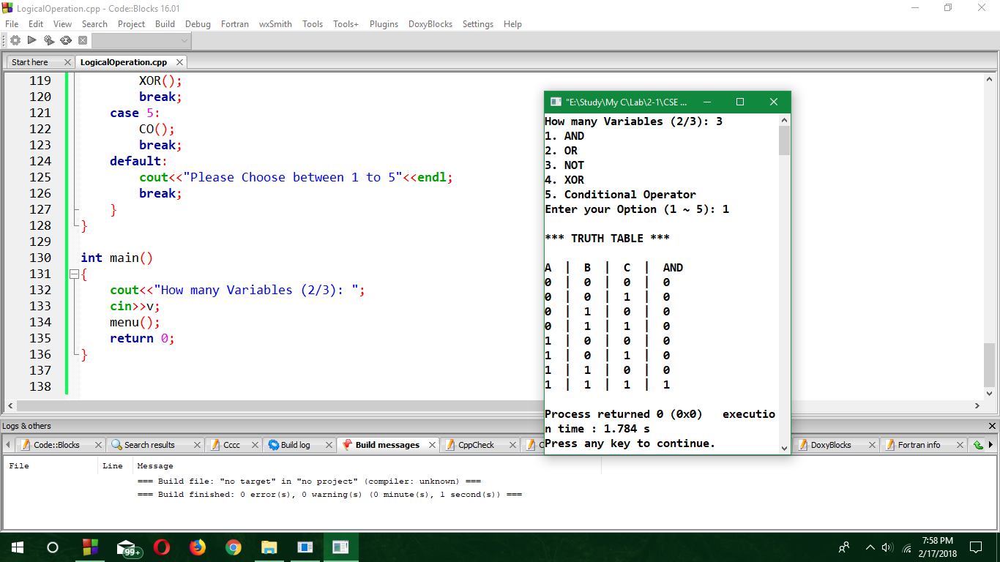 LogicalOperation.cpp - Code::Blocks 16.01
File Edit View Search Project Build Debug Fortran wxSmith Tools Tools+ Plugins DoxyBlocks Settings Help
Start here LogicalOperation.cpp
119 XOR();
120 break;
121 case 5:
122 CO();
123 break;
124 default:
125 cout<<"Please Choose between 1 to 5"<<endl;
126 break;
127 }
128 }
129
130 int main()
131 {
132 cout<<"How many Variables (2/3): ";
133 cin>>v;
134 menu();
135 return 0;
136 }
137
138
"E:\Study\My C\Lab\2-1\CSE ...
How many Variables (2/3): 3
1. AND
2. OR
3. NOT
4. XOR
5. Conditional Operator
Enter your Option (1 ~ 5): 1
*** TRUTH TABLE ***
A | B | C | AND
0 | 0 | 0 | 0
0 | 0 | 1 | 0
0 | 1 | 0 | 0
0 | 1 | 1 | 0
1 | 0 | 0 | 0
1 | 0 | 1 | 0
1 | 1 | 0 | 0
1 | 1 | 1 | 1
Process returned 0 (0x0) executio
n time : 1.784 s
Press any key to continue.
Logs & others
Code::Blocks Search results Cccc Build log Build messages CppCheck DoxyBlocks Fortran info
File Line Message
=== Build file: "no target" in "no project" (compiler: unknown) ===
=== Build finished: 0 error(s), 0 warning(s) (0 minute(s), 1 second(s)) ===
99+
7:58 PM
2/17/2018